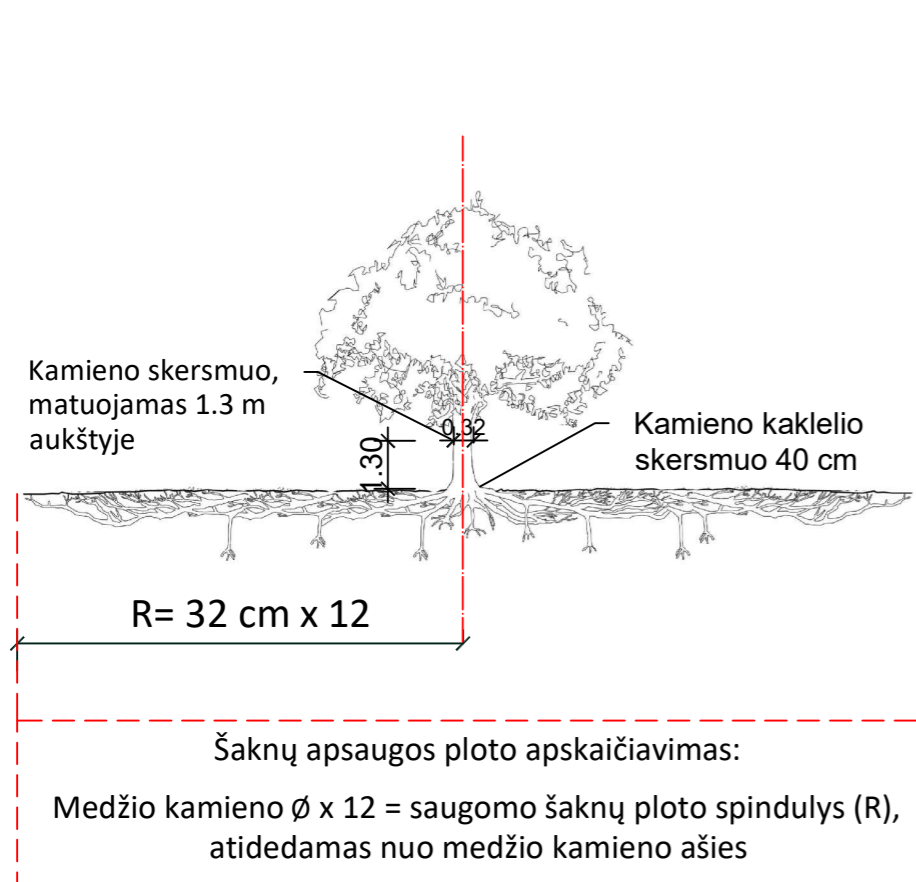 Kamieno skersmuo,
matuojamas 1.3 m
aukštyje
0,32
1.30
Kamieno kaklelio
skersmuo 40 cm
R= 32 cm x 12
Šaknų apsaugos ploto apskaičiavimas:
Medžio kamieno Ø x 12 = saugomo šaknų ploto spindulys (R),
atidedamas nuo medžio kamieno ašies